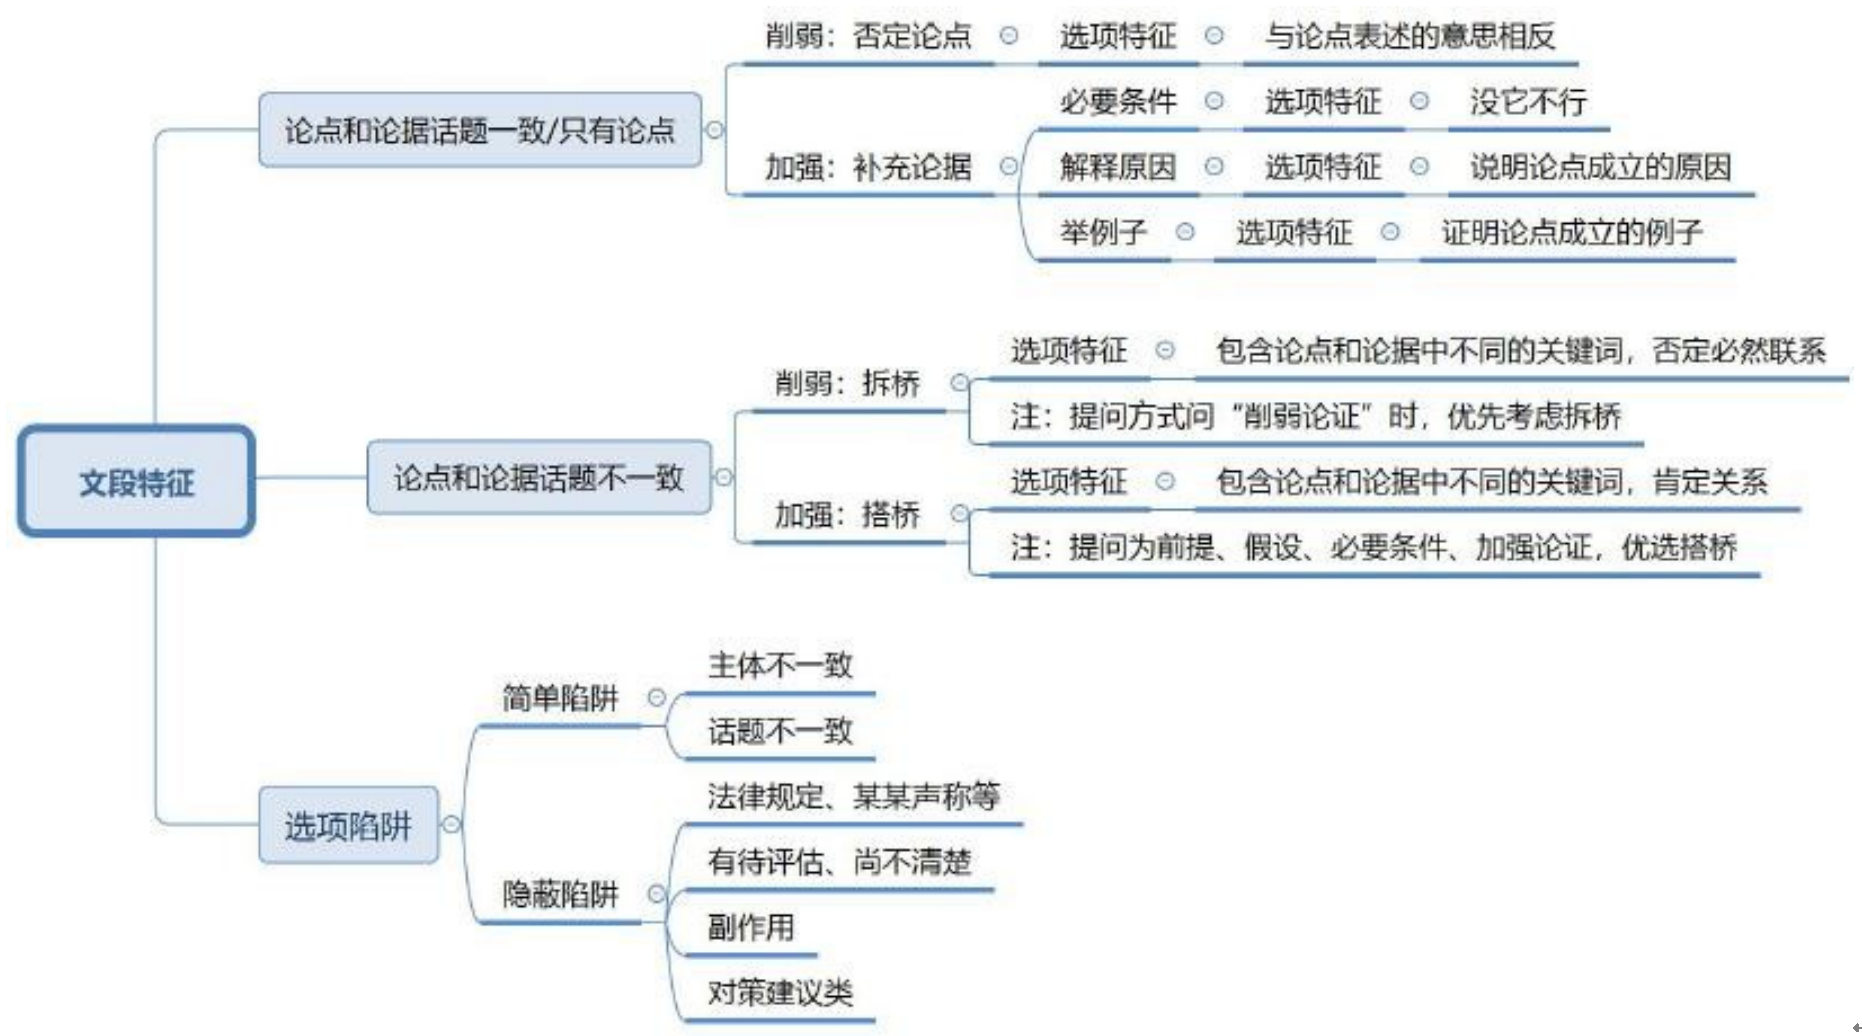 文段特征
论点和论据话题一致/只有论点
削弱：否定论点
选项特征
与论点表述的意思相反
加强：补充论据
必要条件
选项特征
没它不行
解释原因
选项特征
说明论点成立的原因
举例子
选项特征
证明论点成立的例子
论点和论据话题不一致
削弱：拆桥
选项特征
包含论点和论据中不同的关键词，否定必然联系
注：提问方式问“削弱论证”时，优先考虑拆桥
加强：搭桥
选项特征
包含论点和论据中不同的关键词，肯定关系
注：提问为前提、假设、必要条件、加强论证，优选搭桥
选项陷阱
简单陷阱
主体不一致
话题不一致
隐蔽陷阱
法律规定、某某声称等
有待评估、尚不清楚
副作用
对策建议类